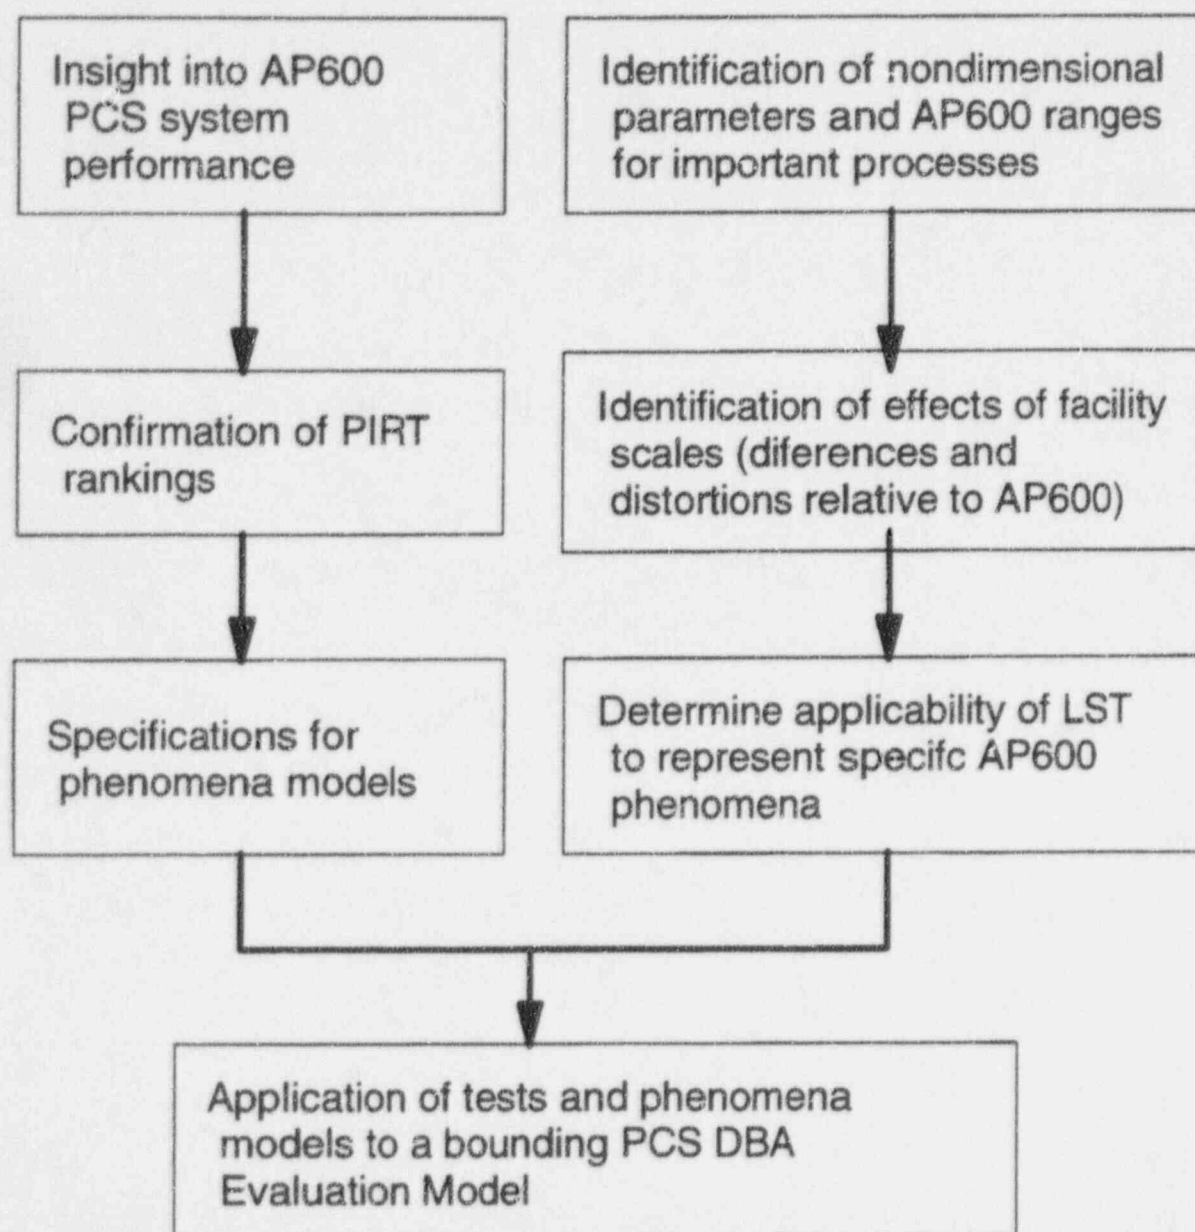 Insight into AP600
PCS system
performance
Identification of nondimensional
parameters and AP600 ranges
for important processes
Confirmation of PIRT
rankings
Identification of effects of facility
scales (diferences and
distortions relative to AP600)
Specifications for
phenomena models
Determine applicability of LST
to represent specifc AP600
phenomena
Application of tests and phenomena
models to a bounding PCS DBA
Evaluation Model